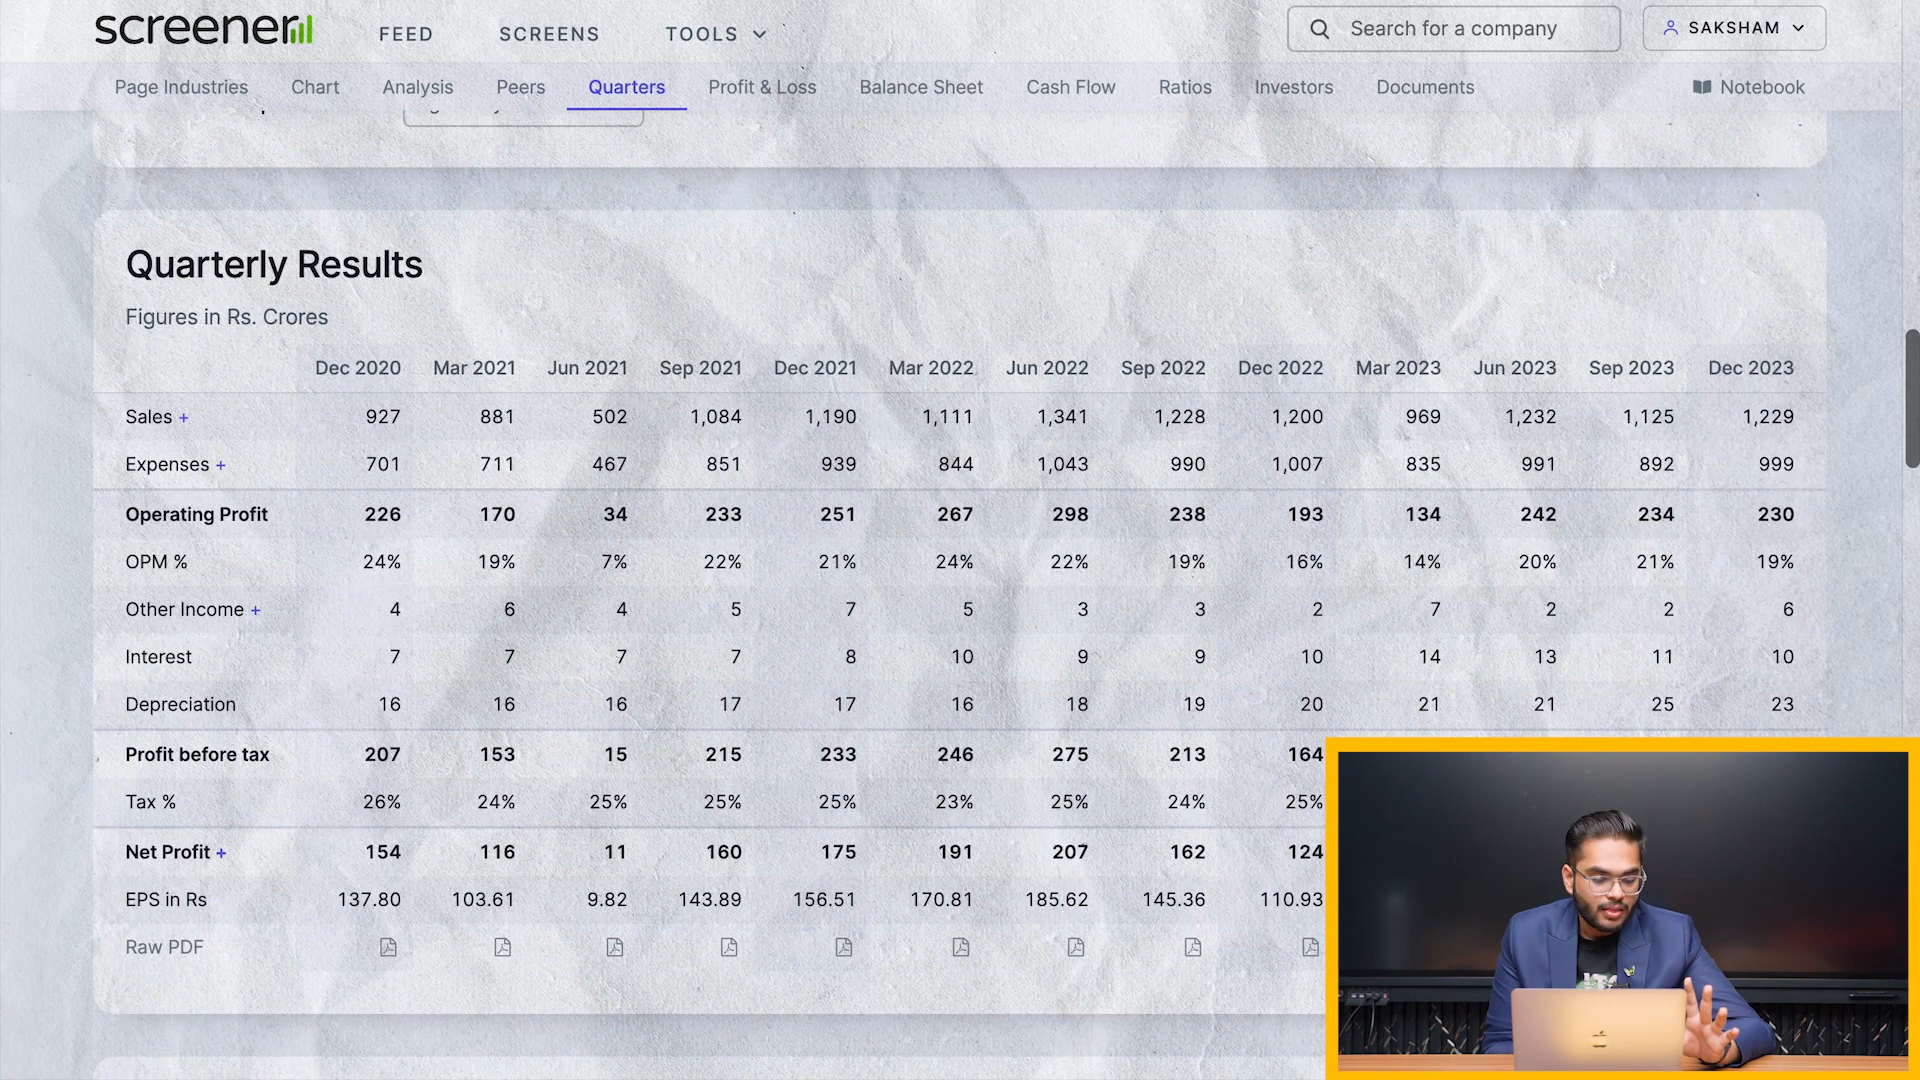 screener
FEED SCREENS TOOLS Search for a company SAKSHAM
Page Industries Chart Analysis Peers Quarters Profit & Loss Balance Sheet Cash Flow Ratios Investors Documents Notebook
Quarterly Results
Figures in Rs. Crores
Dec 2020 Mar 2021 Jun 2021 Sep 2021 Dec 2021 Mar 2022 Jun 2022 Sep 2022 Dec 2022 Mar 2023 Jun 2023 Sep 2023 Dec 2023
Sales + 927 881 502 1,084 1,190 1,111 1,341 1,228 1,200 969 1,232 1,125 1,229
Expenses + 701 711 467 851 939 844 1,043 990 1,007 835 991 892 999
Operating Profit 226 170 34 233 251 267 298 238 193 134 242 234 230
OPM % 24% 19% 7% 22% 21% 24% 22% 19% 16% 14% 20% 21% 19%
Other Income + 4 6 4 5 7 5 3 3 2 7 2 2 6
Interest 7 7 7 7 8 10 9 9 10 14 13 11 10
Depreciation 16 16 16 17 17 16 18 19 20 21 21 25 23
Profit before tax 207 153 15 215 233 246 275 213 164
Tax % 26% 24% 25% 25% 25% 23% 25% 24% 25%
Net Profit + 154 116 11 160 175 191 207 162 124
EPS in Rs 137.80 103.61 9.82 143.89 156.51 170.81 185.62 145.36 110.93
Raw PDF